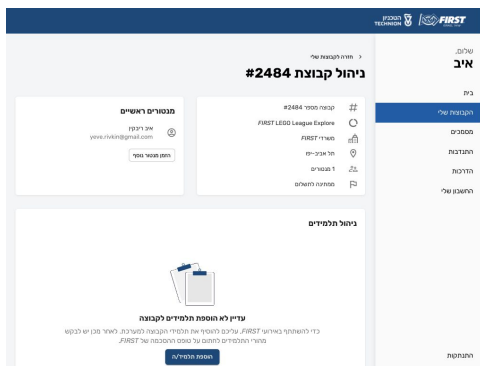 הטכניון
TECHNION
FIRST
שלום,
איב
בית
הקבוצות שלי
מסמכים
התנדבות
הדרכות
החשבון שלי
התנתקות
חזרה לקבוצות שלי
ניהול קבוצת #2484
קבוצה מספר #2484
FIRST LEGO League Explore
משרדי FIRST
תל אביב-יפו
1 מנטורים
ממתינה לתשלום
מנטורים ראשיים
איב ריבקין
yeve.rivkin@gmail.com
הזמן מנטור נוסף
ניהול תלמידים
עדיין לא הוספת תלמידים לקבוצה
כדי להשתתף באירועי FIRST, עליכם להוסיף את תלמידי הקבוצה למערכת. לאחר מכן יש לבקש
מהורי התלמידים לחתום על טופס ההסכמה של FIRST.
הוספת תלמיד/ה